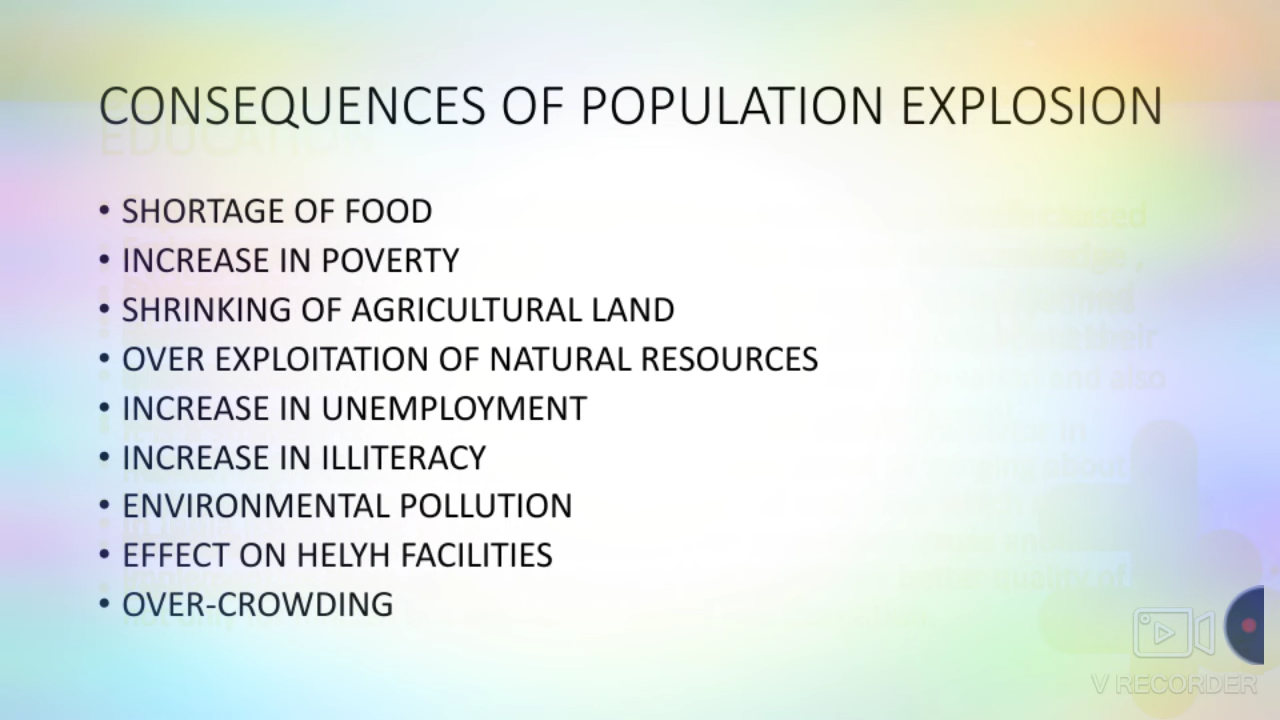 CONSEQUENCES OF POPULATION EXPLOSION
EDUCATION
• SHORTAGE OF FOOD
• INCREASE IN POVERTY
• SHRINKING OF AGRICULTURAL LAND
• OVER EXPLOITATION OF NATURAL RESOURCES
• INCREASE IN UNEMPLOYMENT
• INCREASE IN ILLITERACY
• ENVIRONMENTAL POLLUTION
• EFFECT ON HELYH FACILITIES
• OVER-CROWDING
V RECORDER